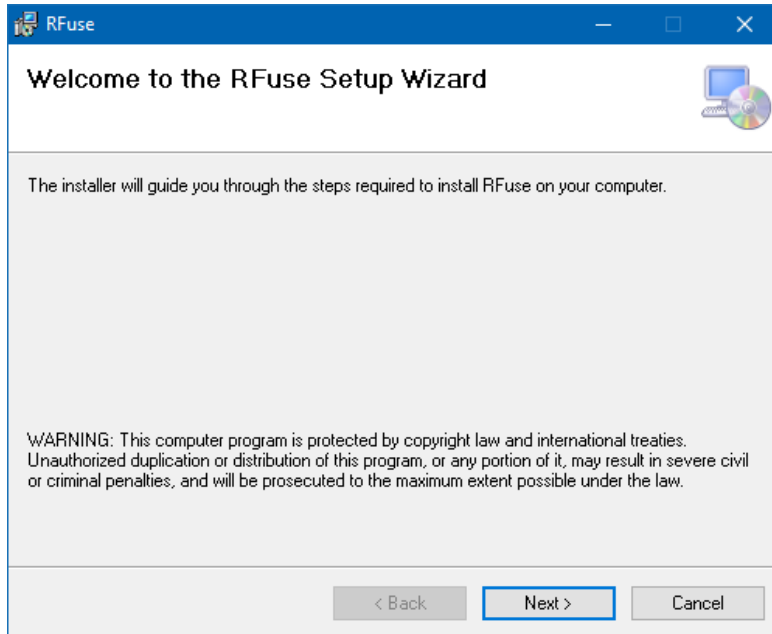 RFuse
Welcome to the RFuse Setup Wizard
The installer will guide you through the steps required to install RFuse on your computer.
WARNING: This computer program is protected by copyright law and international treaties.
Unauthorized duplication or distribution of this program, or any portion of it, may result in severe civil
or criminal penalties, and will be prosecuted to the maximum extent possible under the law.
< Back Next > Cancel